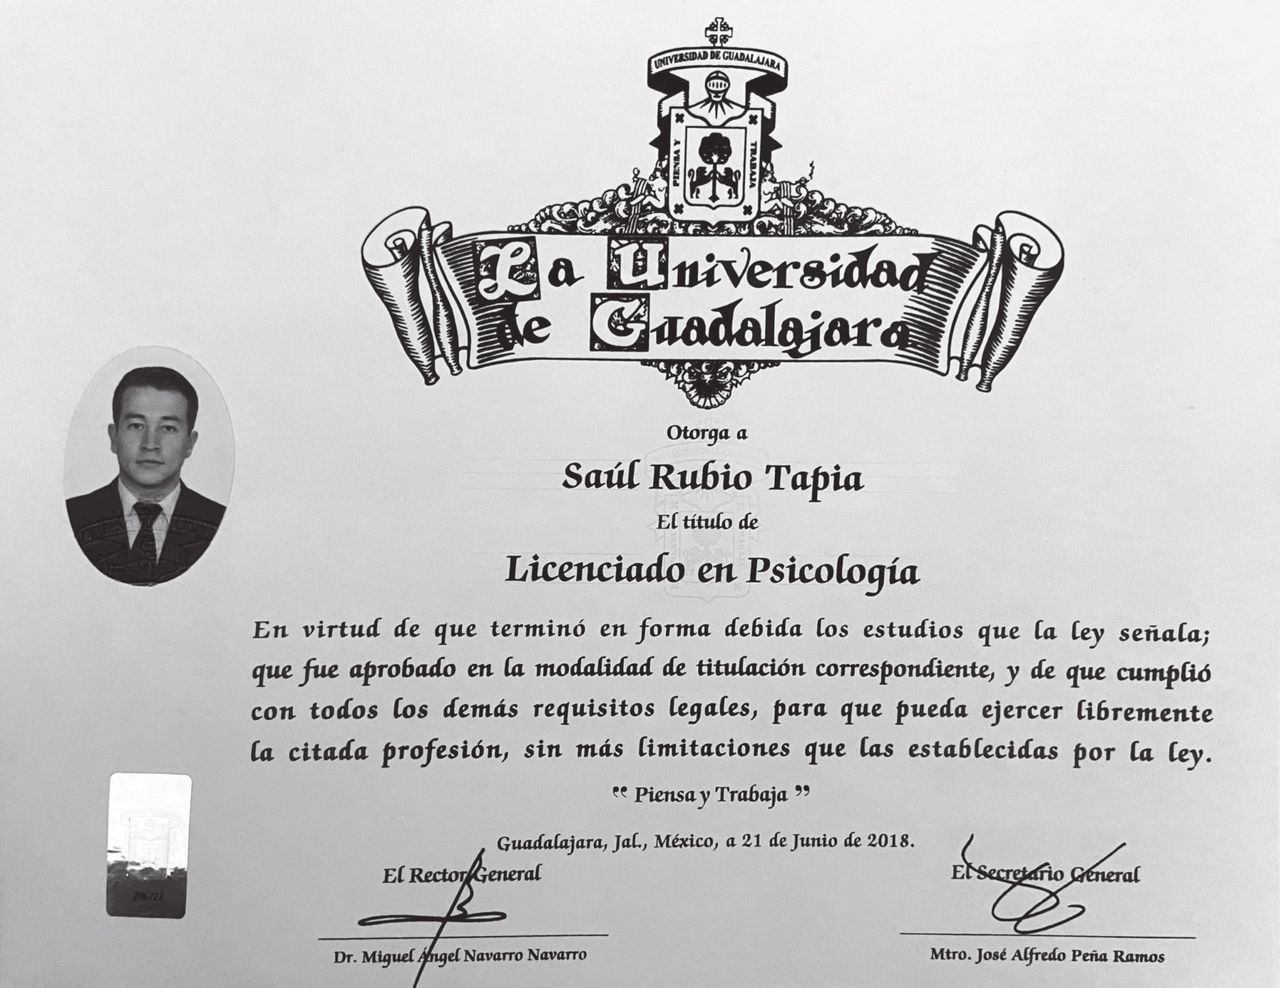 UNIVERSIDAD DE GUADALAJARA
PIENSA Y
TRABAJA
La Universidad
de Guadalajara
Otorga a
Saúl Rubio Tapia
El título de
Licenciado en Psicología
En virtud de que terminó en forma debida los estudios que la ley señala;
que fue aprobado en la modalidad de titulación correspondiente, y de que cumplió
con todos los demás requisitos legales, para que pueda ejercer libremente
la citada profesión, sin más limitaciones que las establecidas por la ley.
“ Piensa y Trabaja ”
Guadalajara, Jal., México, a 21 de Junio de 2018.
El Rector General
El Secretario General
206722
Dr. Miguel Ángel Navarro Navarro
Mtro. José Alfredo Peña Ramos